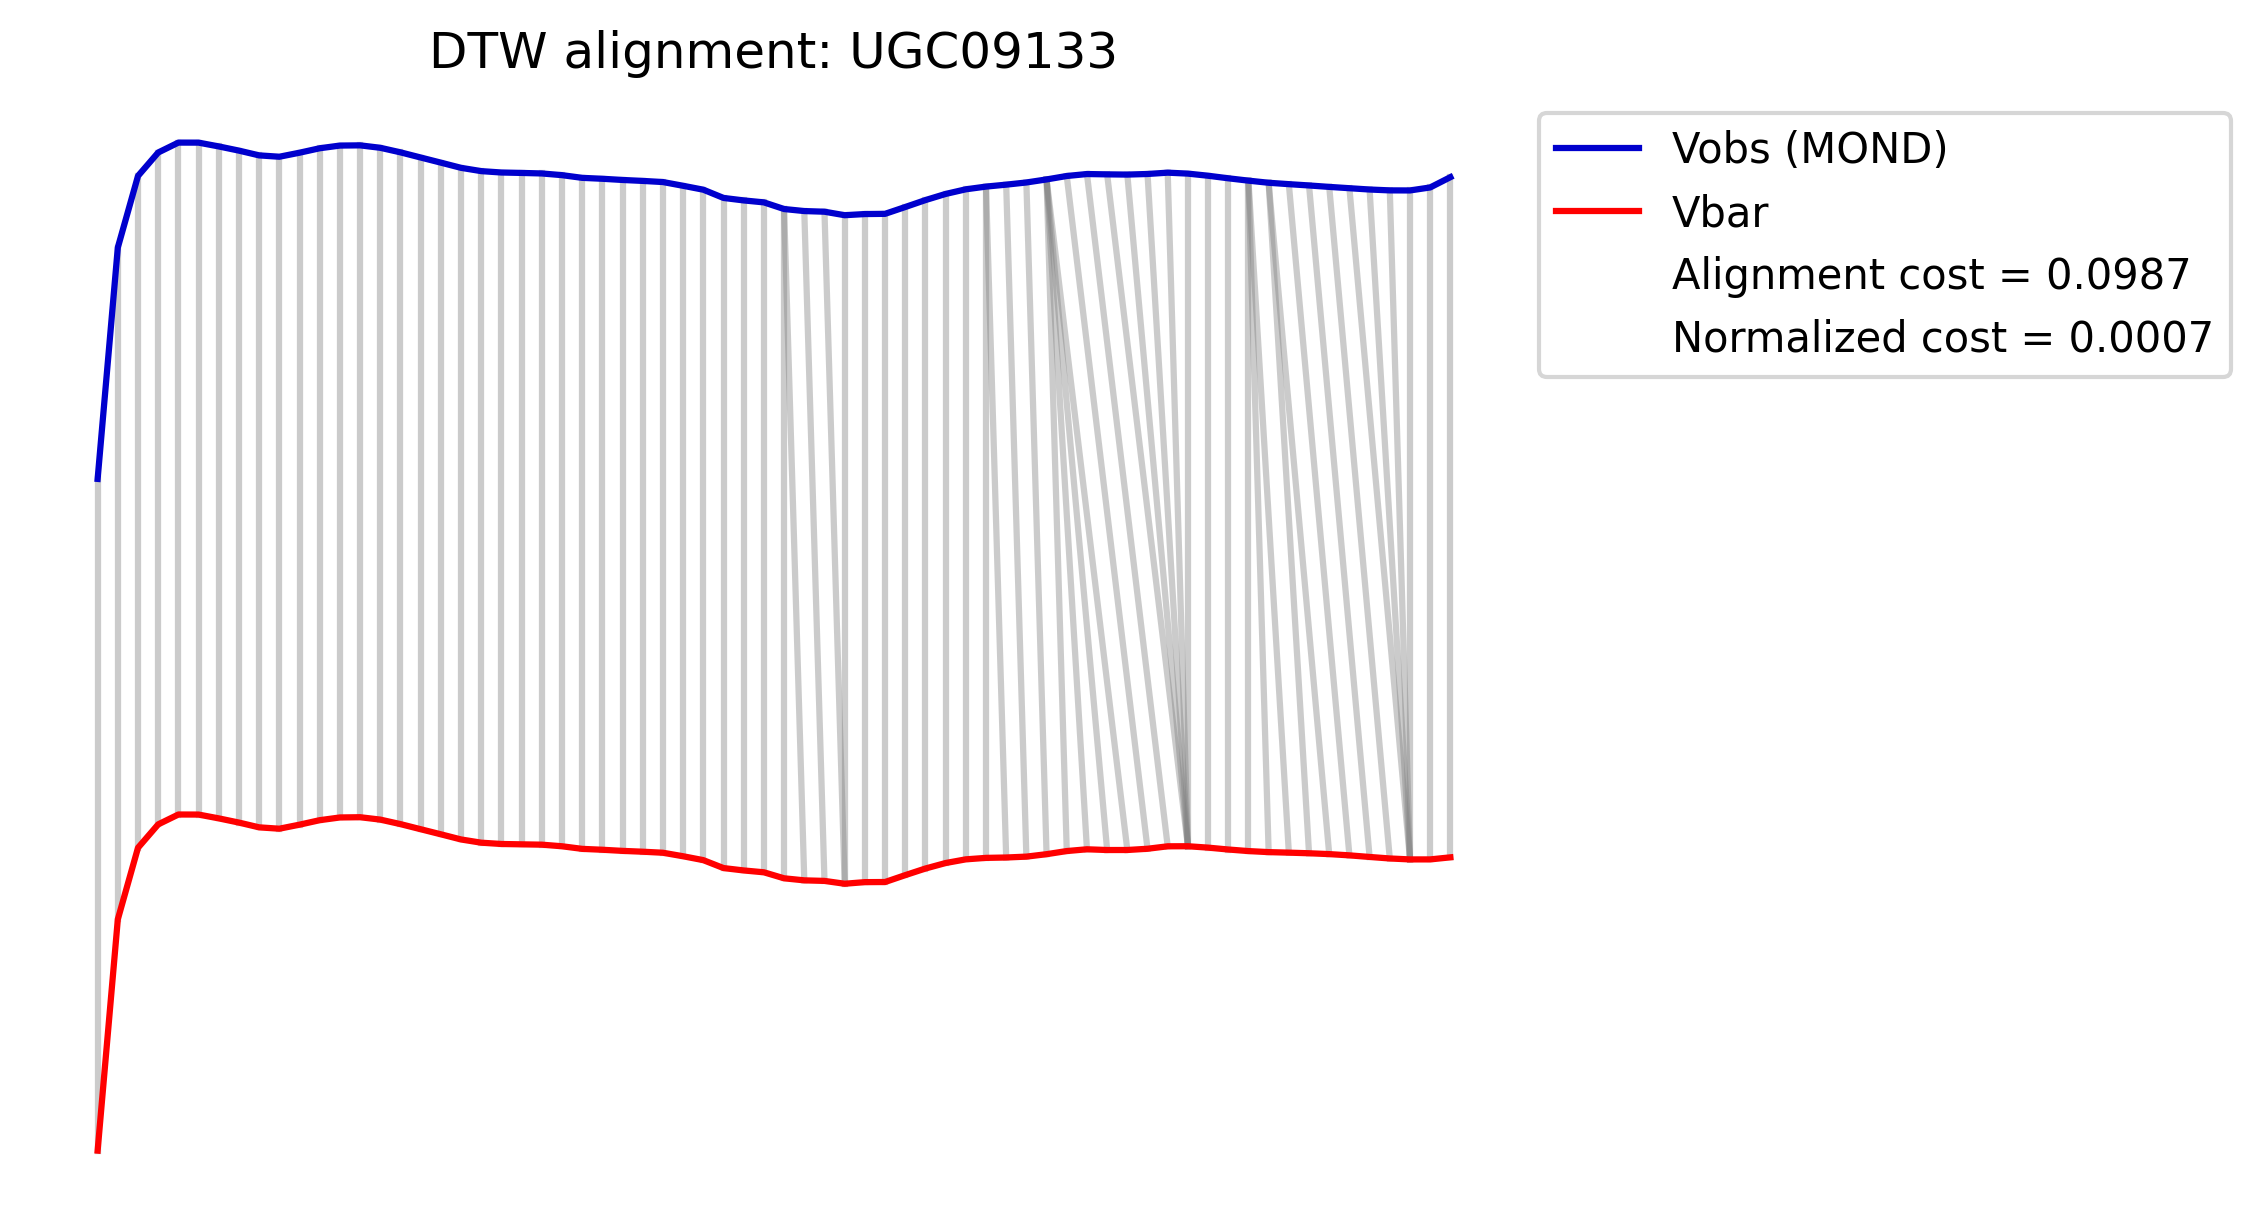 DTW alignment: UGC09133
Vobs (MOND)
Vbar
Alignment cost = 0.0987
Normalized cost = 0.0007